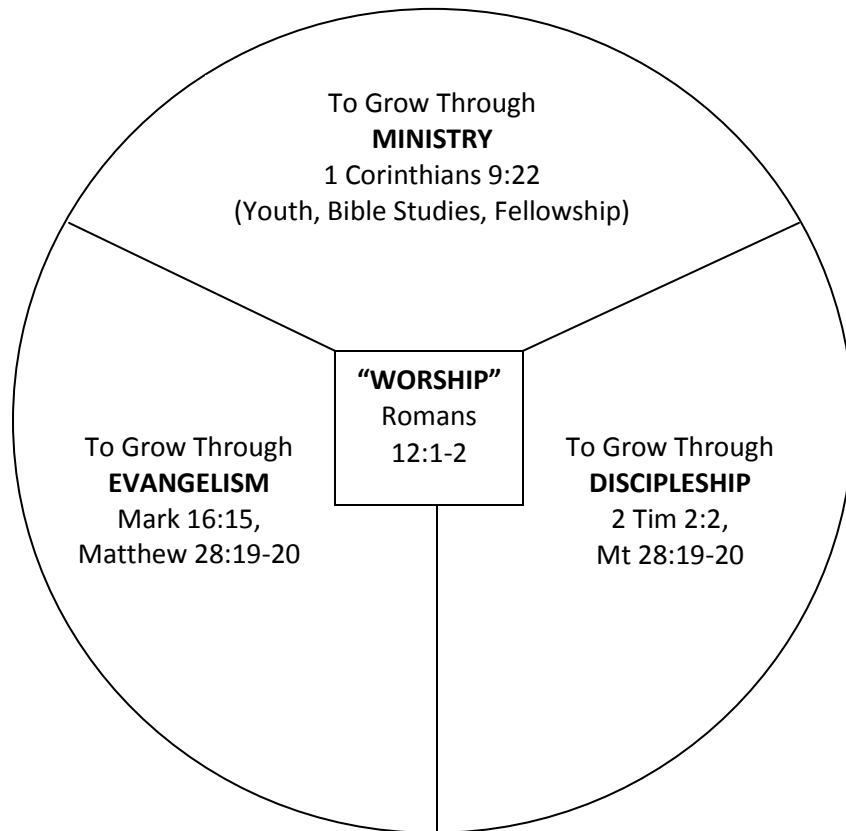 To Grow Through
MINISTRY
1 Corinthians 9:22
(Youth, Bible Studies, Fellowship)
“WORSHIP”
Romans
12:1-2
To Grow Through
EVANGELISM
Mark 16:15,
Matthew 28:19-20
To Grow Through
DISCIPLESHIP
2 Tim 2:2,
Mt 28:19-20